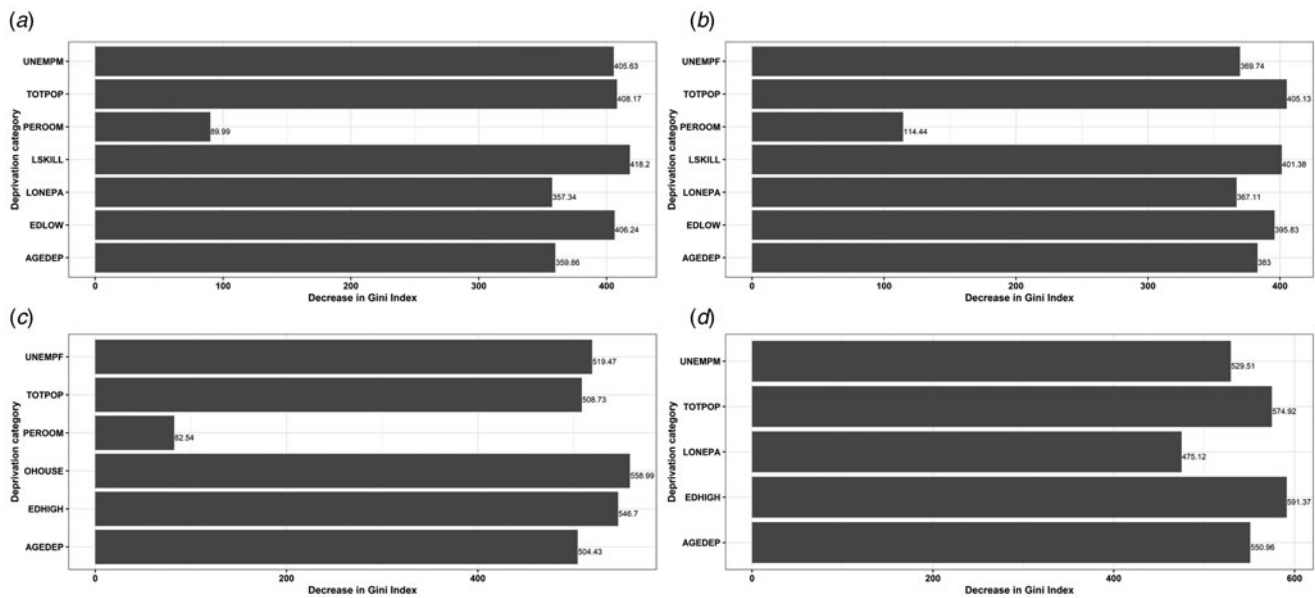 (a)
Deprivation category
UNEMPM 405.63
TOTPOP 408.17
PEROOM 89.99
LSKILL 418.2
LONEPA 357.34
EDLOW 406.24
AGEDEP 359.86
0 100 200 300 400
Decrease in Gini Index
(b)
Deprivation category
UNEMPF 369.74
TOTPOP 405.13
PEROOM 114.44
LSKILL 401.38
LONEPA 367.11
EDLOW 395.83
AGEDEP 383
0 100 200 300 400
Decrease in Gini Index
(c)
Deprivation category
UNEMPF 519.47
TOTPOP 508.73
PEROOM 82.54
OHOUSE 558.99
EDHIGH 546.7
AGEDEP 504.43
0 200 400
Decrease in Gini Index
(d)
Deprivation category
UNEMPM 529.51
TOTPOP 574.92
LONEPA 475.12
EDHIGH 591.37
AGEDEP 550.96
0 200 400 600
Decrease in Gini Index